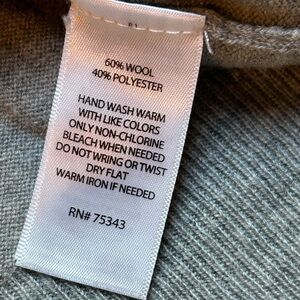 60% WOOL
40% POLYESTER
HAND WASH WARM
WITH LIKE COLORS
ONLY NON-CHLORINE
BLEACH WHEN NEEDED
DO NOT WRING OR TWIST
DRY FLAT
WARM IRON IF NEEDED
RN# 75343